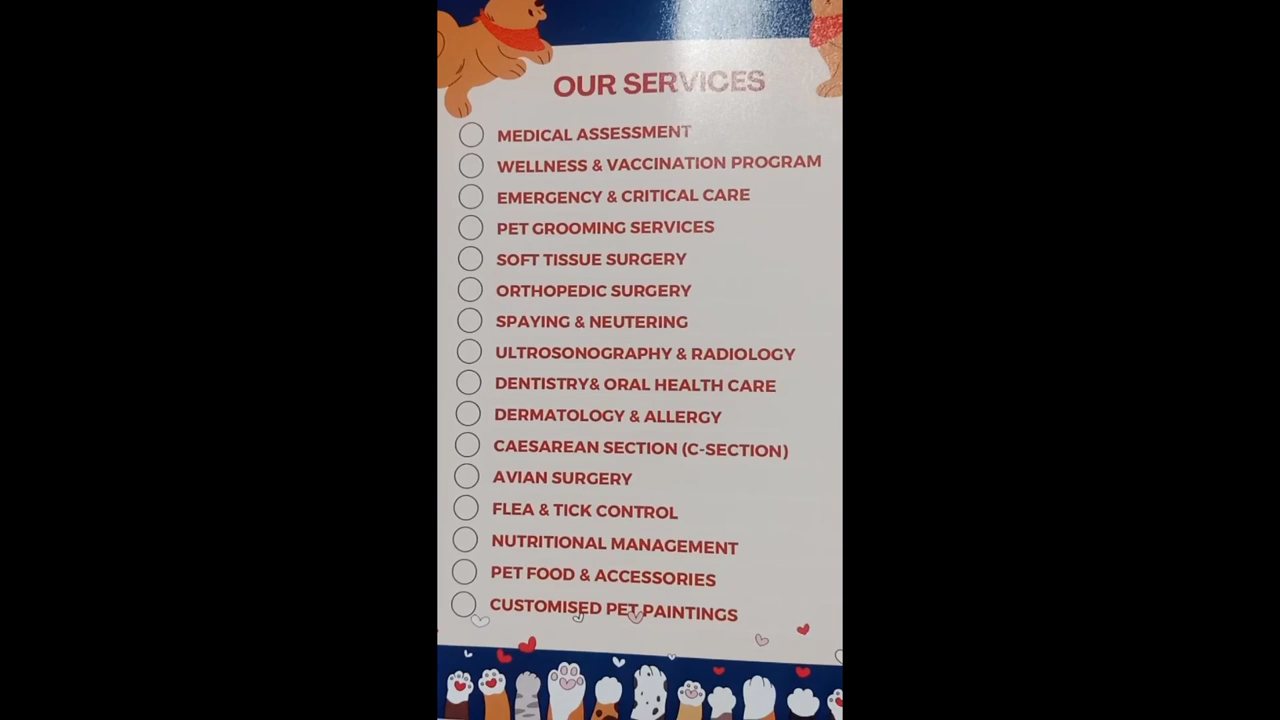 OUR SERVICES
MEDICAL ASSESSMENT
WELLNESS & VACCINATION PROGRAM
EMERGENCY & CRITICAL CARE
PET GROOMING SERVICES
SOFT TISSUE SURGERY
ORTHOPEDIC SURGERY
SPAYING & NEUTERING
ULTROSONOGRAPHY & RADIOLOGY
DENTISTRY& ORAL HEALTH CARE
DERMATOLOGY & ALLERGY
CAESAREAN SECTION (C-SECTION)
AVIAN SURGERY
FLEA & TICK CONTROL
NUTRITIONAL MANAGEMENT
PET FOOD & ACCESSORIES
CUSTOMISED PET PAINTINGS